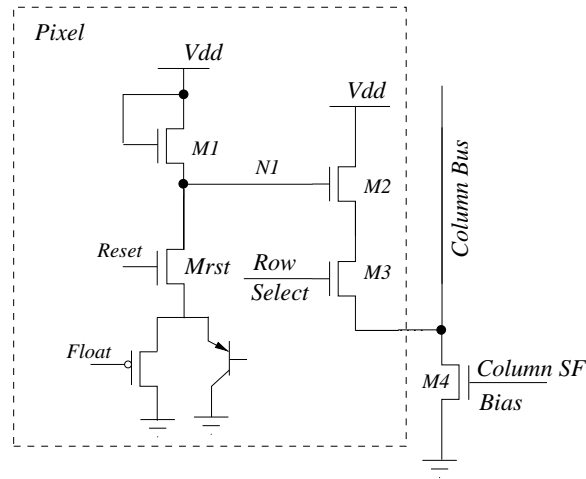 Pixel
Vdd
Vdd
M1
N1
M2
Column Bus
Reset
Mrst
Row
Select
M3
Float
M4
Column SF
Bias